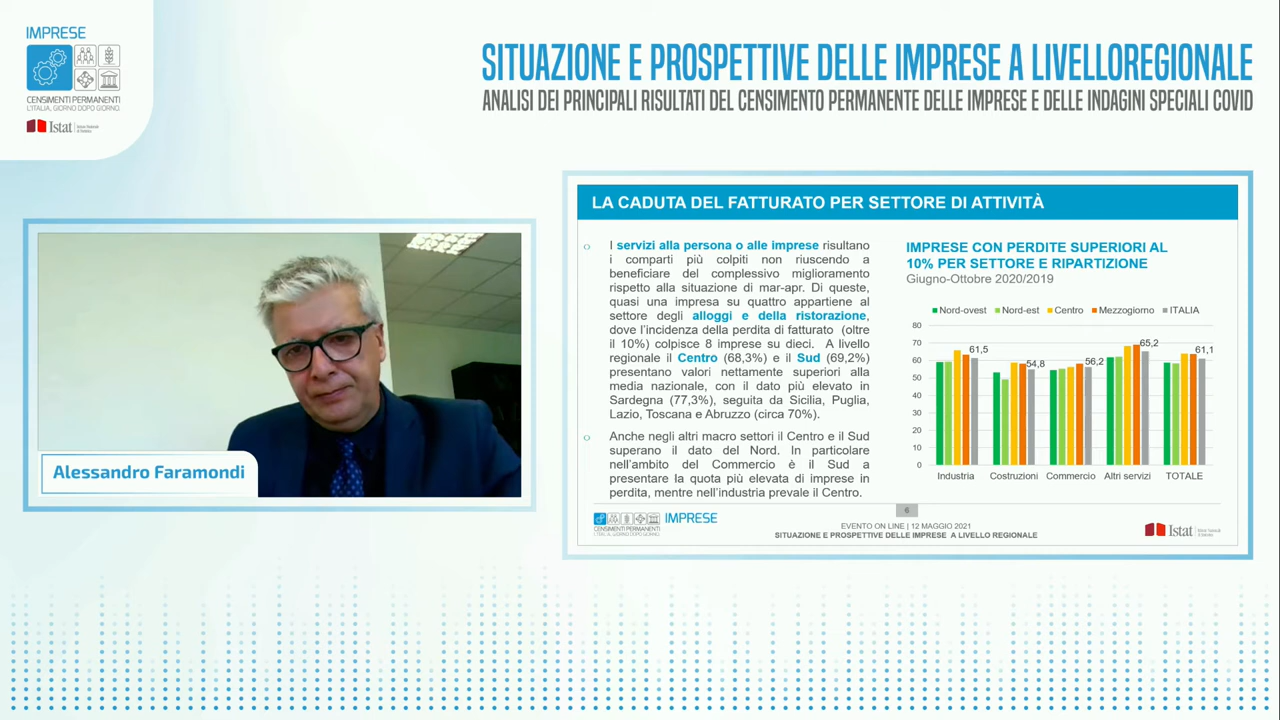 IMPRESE
CENSIMENTI PERMANENTI
L'ITALIA, GIORNO DOPO GIORNO.
Istat
SITUAZIONE E PROSPETTIVE DELLE IMPRESE A LIVELLOREGIONALE
ANALISI DEI PRINCIPALI RISULTATI DEL CENSIMENTO PERMANENTE DELLE IMPRESE E DELLE INDAGINI SPECIALI COVID
Alessandro Faramondi
LA CADUTA DEL FATTURATO PER SETTORE DI ATTIVITÀ
I servizi alla persona o alle imprese risultano
i comparti più colpiti non riuscendo a
beneficiare del complessivo miglioramento
rispetto alla situazione di mar-apr. Di queste,
quasi una impresa su quattro appartiene al
settore degli alloggi e della ristorazione,
dove l'incidenza della perdita di fatturato (oltre
il 10%) colpisce 8 imprese su dieci. A livello
regionale il Centro (68,3%) e il Sud (69,2%)
presentano valori nettamente superiori alla
media nazionale, con il dato più elevato in
Sardegna (77,3%), seguita da Sicilia, Puglia,
Lazio, Toscana e Abruzzo (circa 70%).
Anche negli altri macro settori il Centro e il Sud
superano il dato del Nord. In particolare
nell'ambito del Commercio è il Sud a
presentare la quota più elevata di imprese in
perdita, mentre nell'industria prevale il Centro.
IMPRESE CON PERDITE SUPERIORI AL
10% PER SETTORE E RIPARTIZIONE
Giugno-Ottobre 2020/2019
Nord-ovest Nord-est Centro Mezzogiorno ITALIA
80
70
60
50
40
30
20
10
0
61,5
54,8
56,2
65,2
61,1
Industria Costruzioni Commercio Altri servizi TOTALE
6
IMPRESE
CENSIMENTI PERMANENTI
L'ITALIA, GIORNO DOPO GIORNO.
EVENTO ON LINE | 12 MAGGIO 2021
SITUAZIONE E PROSPETTIVE DELLE IMPRESE A LIVELLO REGIONALE
Istat